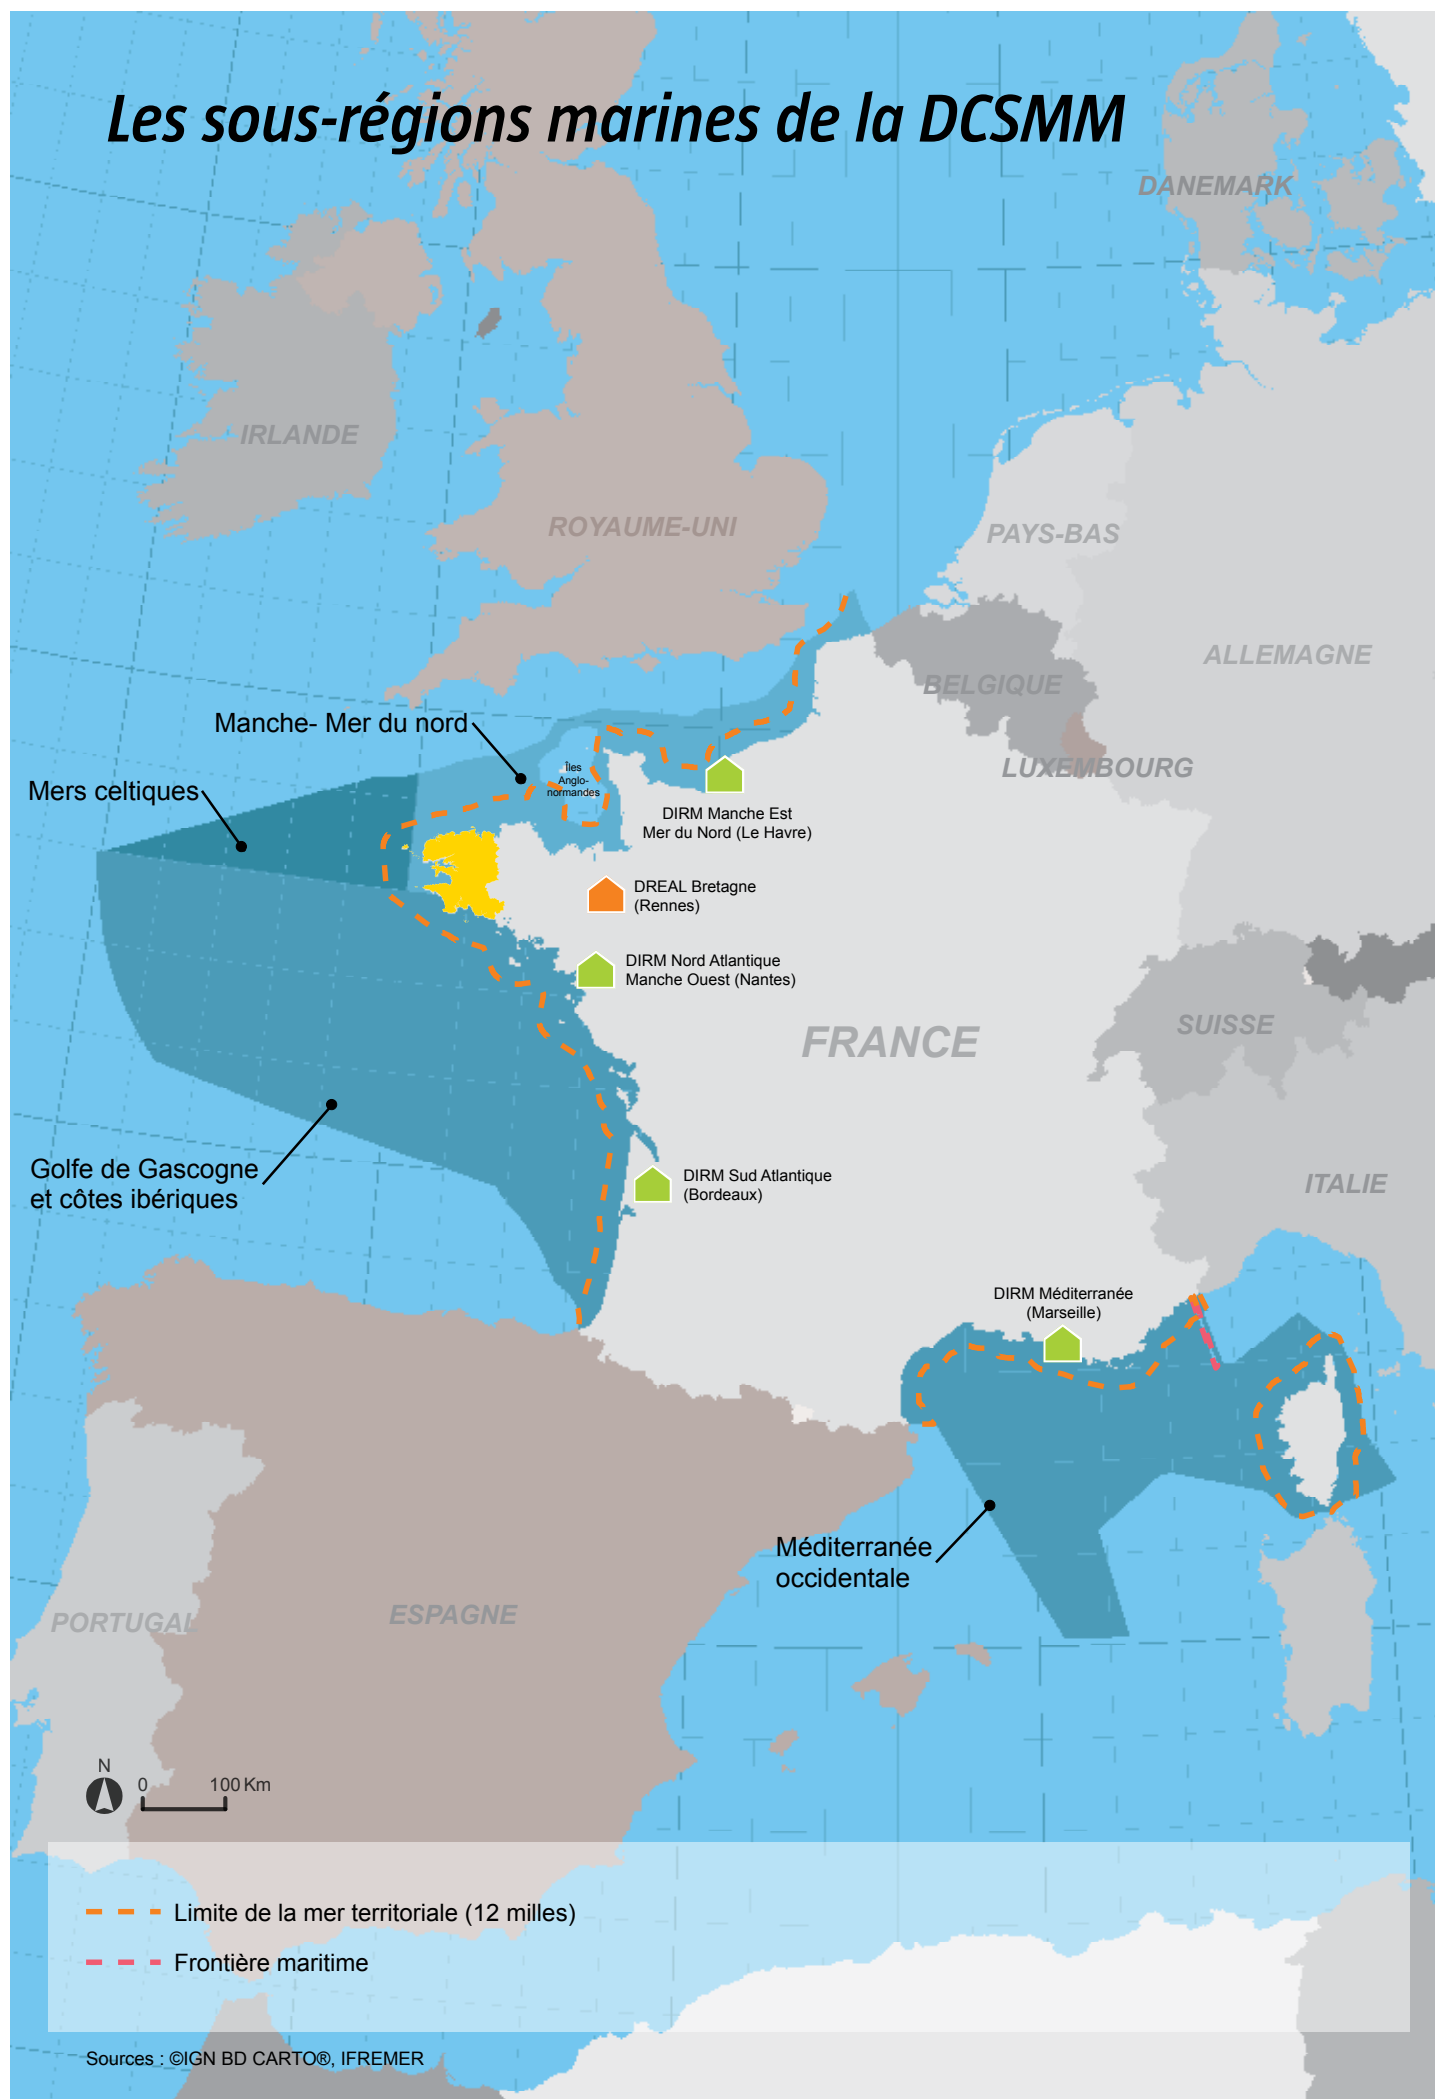 Les sous-régions marines de la DCSMM
DANEMARK
IRLANDE
ROYAUME-UNI
PAYS-BAS
ALLEMAGNE
BELGIQUE
LUXEMBOURG
Manche- Mer du nord
Mers celtiques
Îles
Anglo-
normandes
DIRM Manche Est
Mer du Nord (Le Havre)
DREAL Bretagne
(Rennes)
DIRM Nord Atlantique
Manche Ouest (Nantes)
FRANCE
SUISSE
Golfe de Gascogne
et côtes ibériques
DIRM Sud Atlantique
(Bordeaux)
ITALIE
DIRM Méditerranée
(Marseille)
Méditerranée
occidentale
PORTUGAL
ESPAGNE
N
0 100 Km
Limite de la mer territoriale (12 milles)
Frontière maritime
Sources : ©IGN BD CARTO®, IFREMER